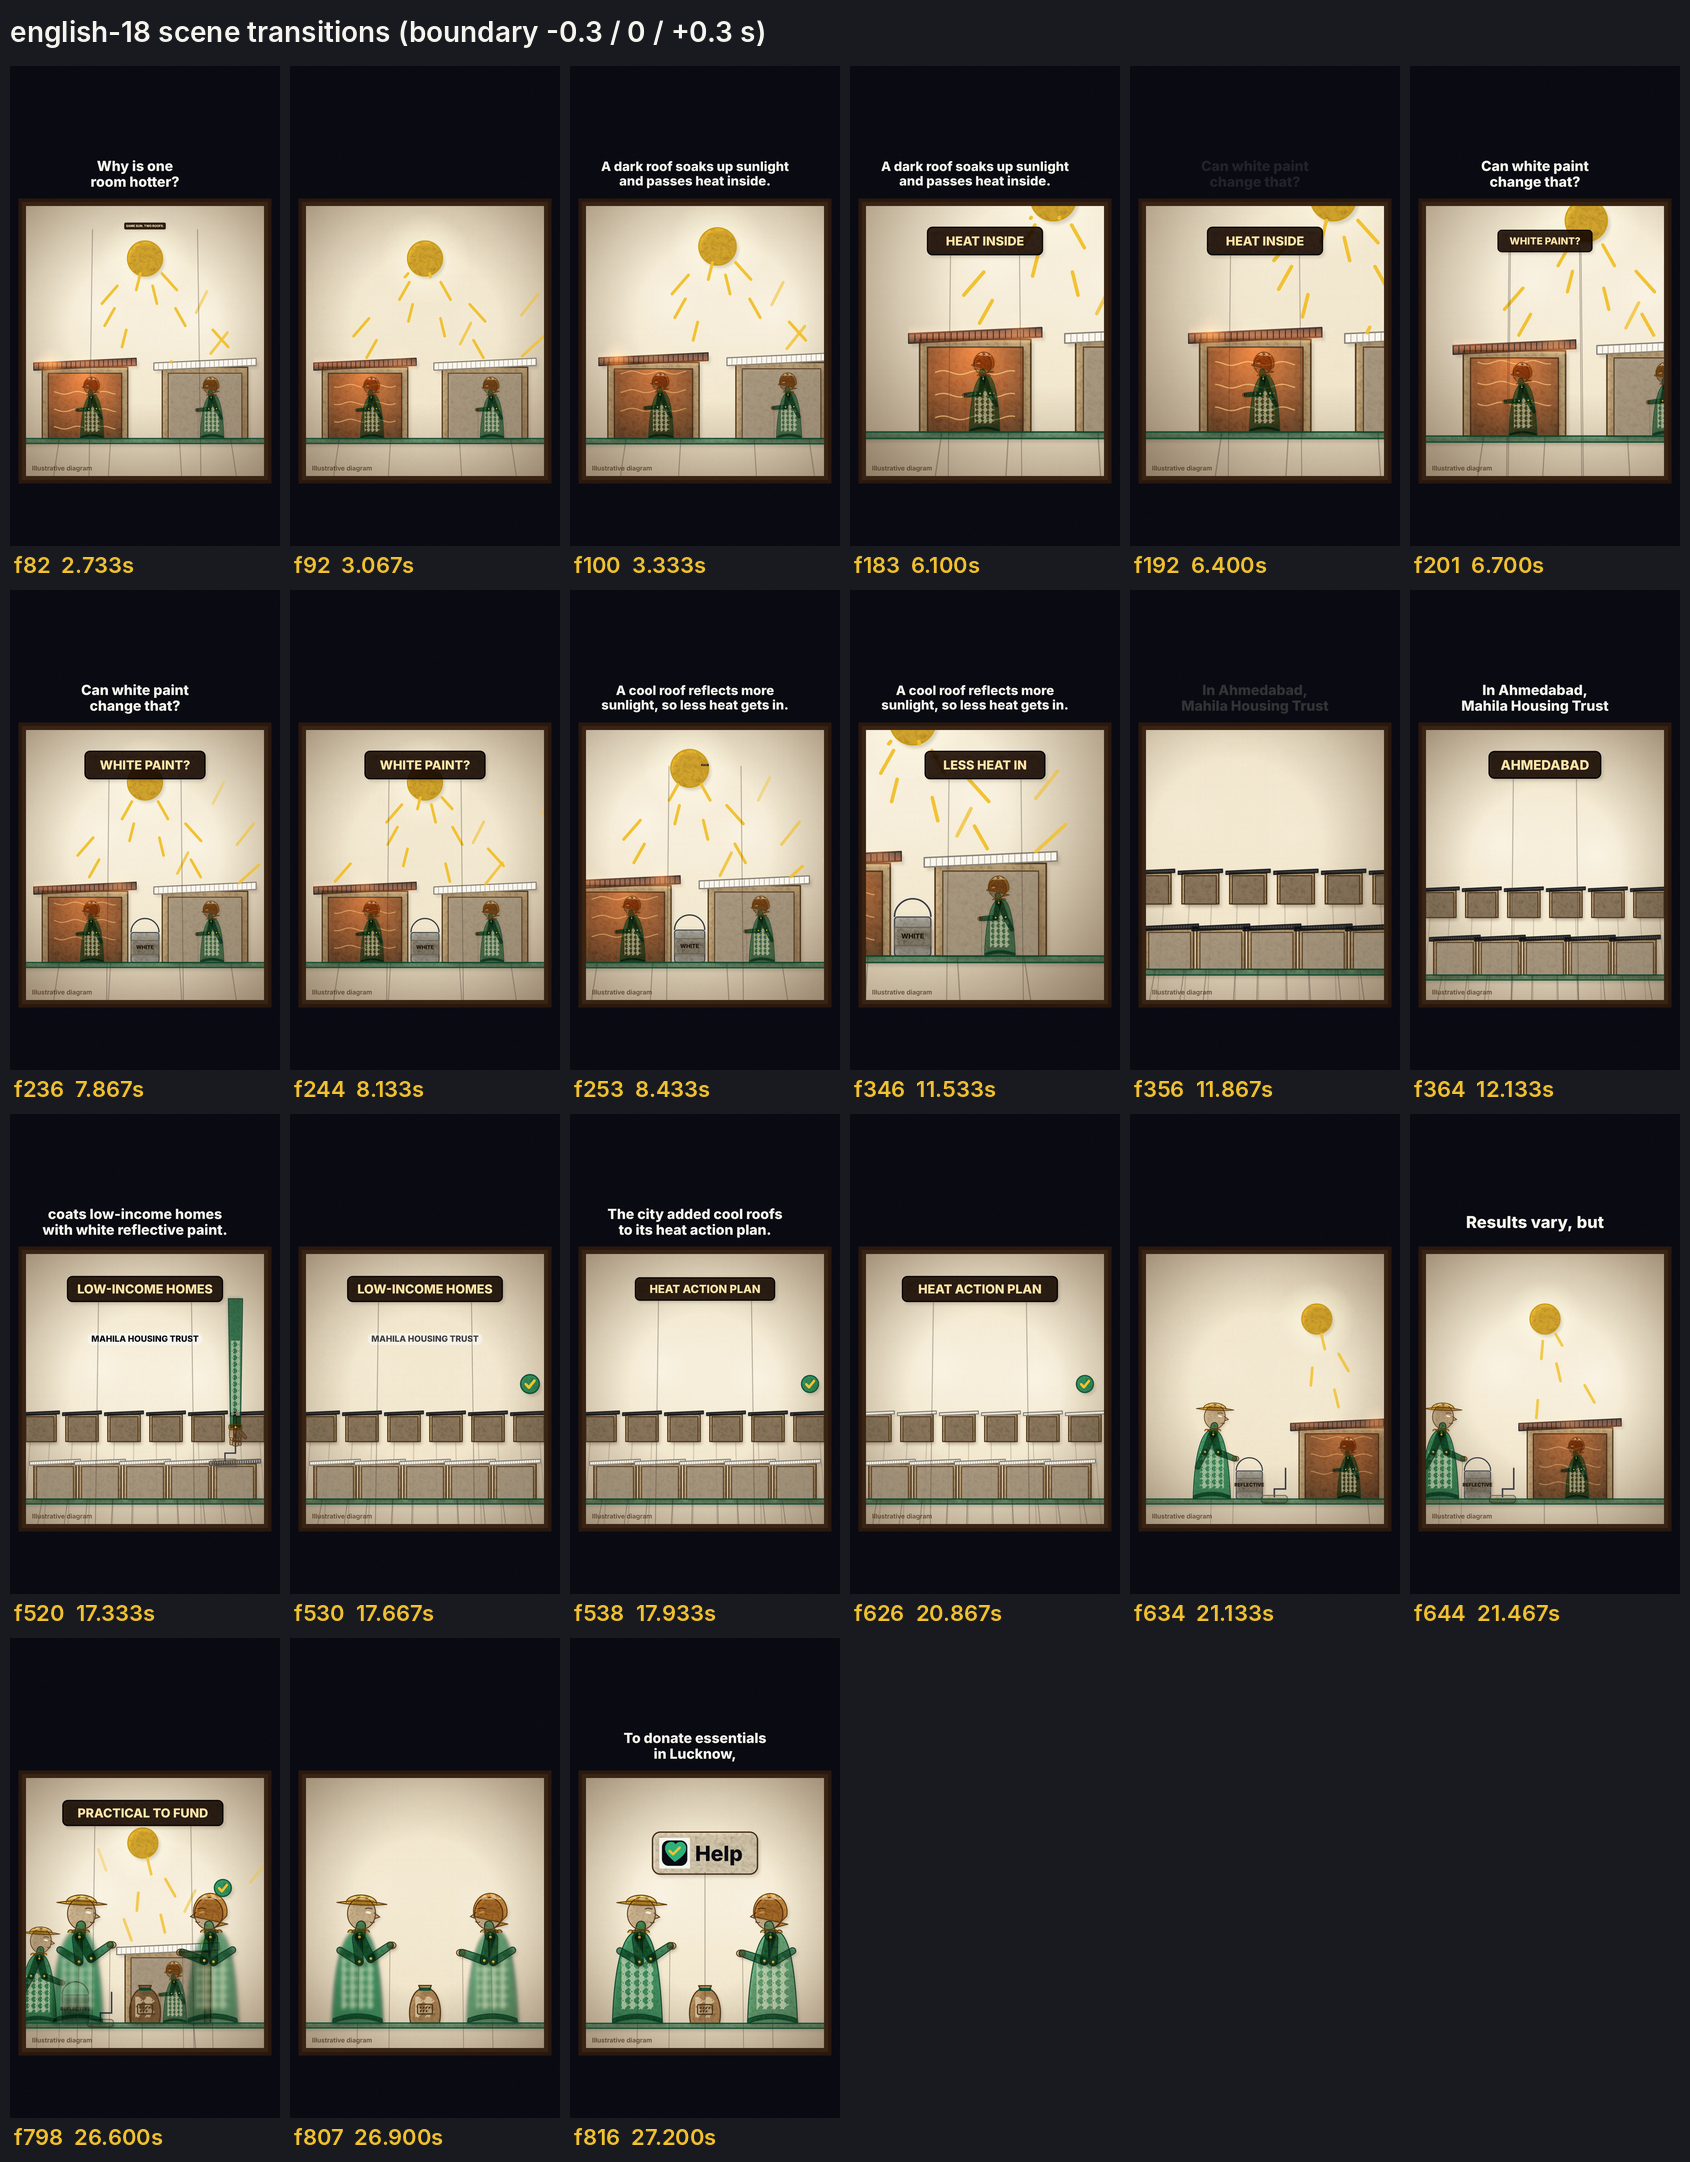 english-18 scene transitions (boundary -0.3 / 0 / +0.3 s)
Why is one
room hotter?
SAME SUN. TWO ROOFS.
Illustrative diagram
f82 2.733s
Illustrative diagram
f92 3.067s
A dark roof soaks up sunlight
and passes heat inside.
Illustrative diagram
f100 3.333s
A dark roof soaks up sunlight
and passes heat inside.
HEAT INSIDE
Illustrative diagram
f183 6.100s
Can white paint
change that?
HEAT INSIDE
Illustrative diagram
f192 6.400s
Can white paint
change that?
WHITE PAINT?
Illustrative diagram
f201 6.700s
Can white paint
change that?
WHITE PAINT?
WHITE
Illustrative diagram
f236 7.867s
WHITE PAINT?
WHITE
Illustrative diagram
f244 8.133s
A cool roof reflects more
sunlight, so less heat gets in.
WHITE
Illustrative diagram
f253 8.433s
A cool roof reflects more
sunlight, so less heat gets in.
LESS HEAT IN
WHITE
Illustrative diagram
f346 11.533s
In Ahmedabad,
Mahila Housing Trust
Illustrative diagram
f356 11.867s
In Ahmedabad,
Mahila Housing Trust
AHMEDABAD
Illustrative diagram
f364 12.133s
coats low-income homes
with white reflective paint.
LOW-INCOME HOMES
MAHILA HOUSING TRUST
Illustrative diagram
f520 17.333s
LOW-INCOME HOMES
MAHILA HOUSING TRUST
Illustrative diagram
f530 17.667s
The city added cool roofs
to its heat action plan.
HEAT ACTION PLAN
Illustrative diagram
f538 17.933s
HEAT ACTION PLAN
Illustrative diagram
f626 20.867s
REFLECTIVE
Illustrative diagram
f634 21.133s
Results vary, but
REFLECTIVE
Illustrative diagram
f644 21.467s
PRACTICAL TO FUND
REFLECTIVE
Illustrative diagram
f798 26.600s
Illustrative diagram
f807 26.900s
To donate essentials
in Lucknow,
Help
Illustrative diagram
f816 27.200s